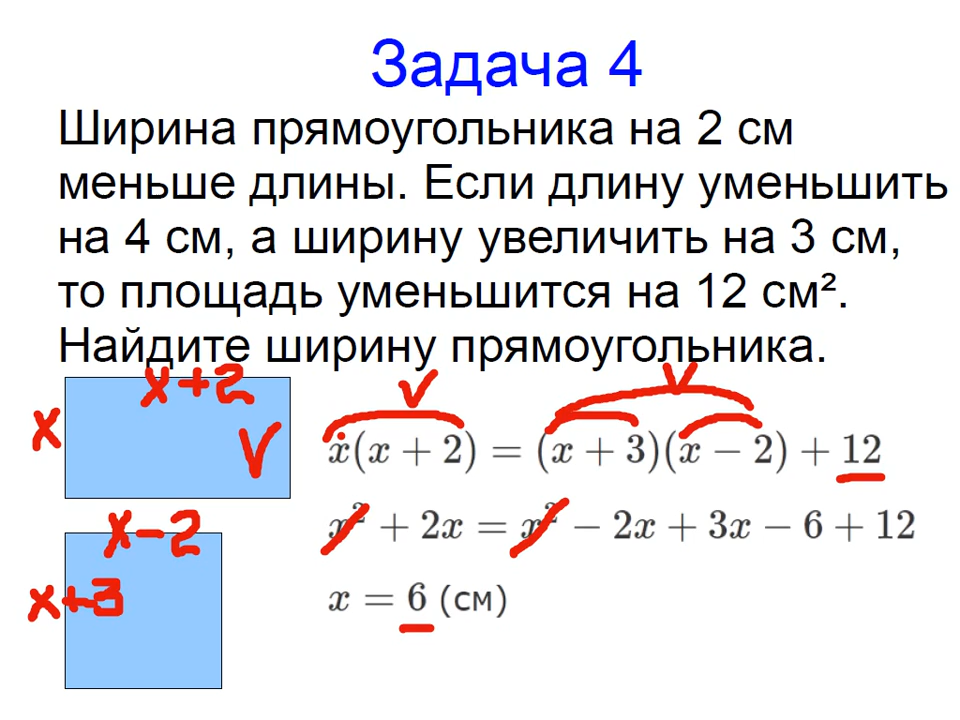 Задача 4
Ширина прямоугольника на 2 см
меньше длины. Если длину уменьшить
на 4 см, а ширину увеличить на 3 см,
то площадь уменьшится на 12 см².
Найдите ширину прямоугольника.
x+2
x
V
x-2
x+3
V V
x(x + 2) = (x + 3)(x − 2) + 12
x² + 2x = x² − 2x + 3x − 6 + 12
x = 6 (см)